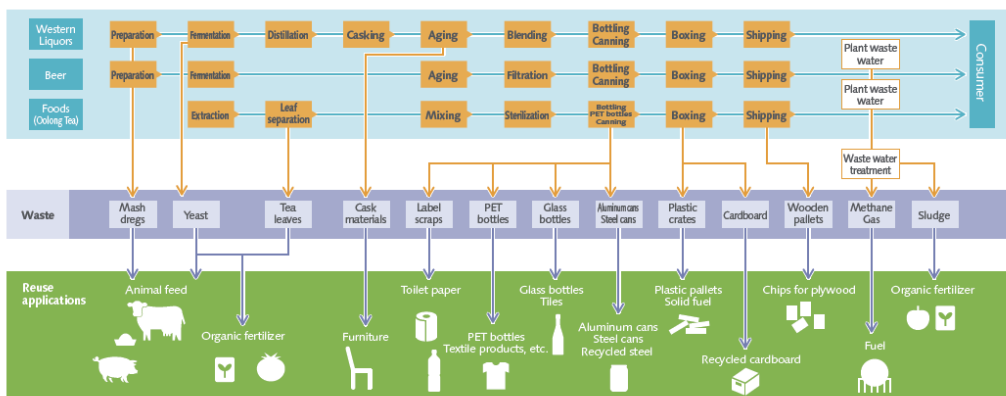 Western
Liquors
Preparation
Fermentation
Distillation
Casking
Aging
Blending
Bottling
Canning
Boxing
Shipping
Plant waste
water
Consumer
Beer
Preparation
Fermentation
Aging
Filtration
Bottling
Canning
Boxing
Shipping
Plant waste
water
Foods
(Oolong Tea)
Extraction
Leaf
separation
Mixing
Sterilization
Bottling
PET bottles
Canning
Boxing
Shipping
Waste water
treatment
Waste
Mash
dregs
Yeast
Tea
leaves
Cask
materials
Label
scraps
PET
bottles
Glass
bottles
Aluminum cans
Steel cans
Plastic
crates
Cardboard
Wooden
pallets
Methane
Gas
Sludge
Reuse
applications
Animal feed
Organic fertilizer
Furniture
Toilet paper
PET bottles
Textile products, etc.
Glass bottles
Tiles
Aluminum cans
Steel cans
Recycled steel
Plastic pallets
Solid fuel
Recycled cardboard
Chips for plywood
Fuel
Organic fertilizer